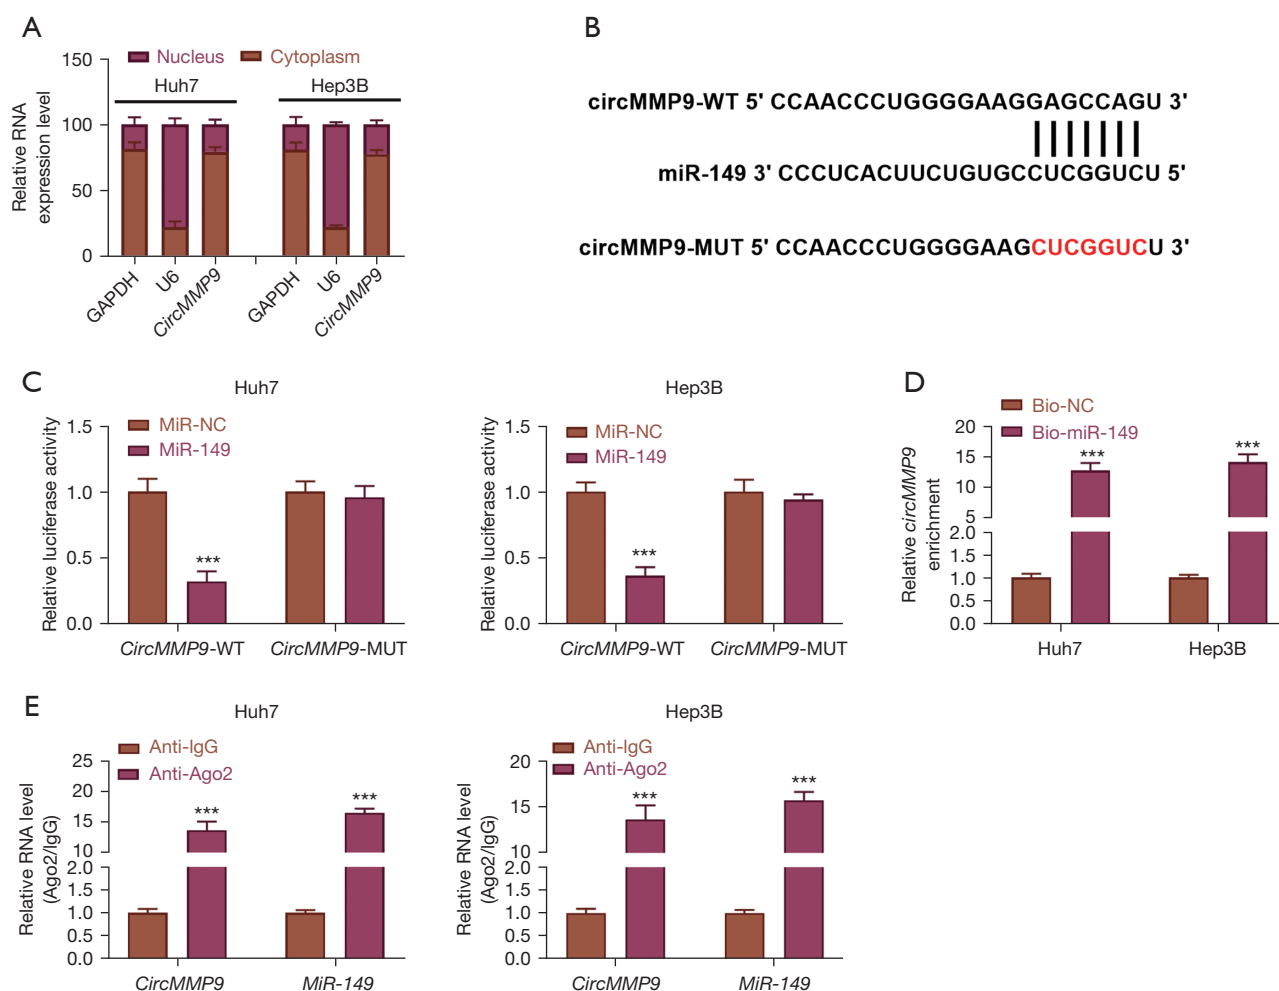 A
Nucleus Cytoplasm
Huh7 Hep3B
Relative RNA
expression level
150
100
50
0
GAPDH U6 CircMMP9 GAPDH U6 CircMMP9
B
circMMP9-WT 5' CCAACCCUGGGGAAGGAGCCAGU 3'
miR-149 3' CCCUCACUUCUGUGCCUCGGUCU 5'
circMMP9-MUT 5' CCAACCCUGGGGAAGCUCGGUCU 3'
C
Huh7
MiR-NC
MiR-149
Relative luciferase activity
1.5
1.0
0.5
0.0
***
CircMMP9-WT CircMMP9-MUT
Hep3B
MiR-NC
MiR-149
Relative luciferase activity
1.5
1.0
0.5
0.0
***
CircMMP9-WT CircMMP9-MUT
D
Bio-NC
Bio-miR-149
Relative circMMP9
enrichment
20
15
10
5
2.0
1.5
1.0
0.5
0.0
*** ***
Huh7 Hep3B
E
Huh7
Anti-IgG
Anti-Ago2
Relative RNA level
(Ago2/IgG)
25
20
15
10
2.0
1.5
1.0
0.5
0.0
*** ***
CircMMP9 MiR-149
Hep3B
Anti-IgG
Anti-Ago2
Relative RNA level
(Ago2/IgG)
20
15
10
2.0
1.5
1.0
0.5
0.0
*** ***
CircMMP9 MiR-149